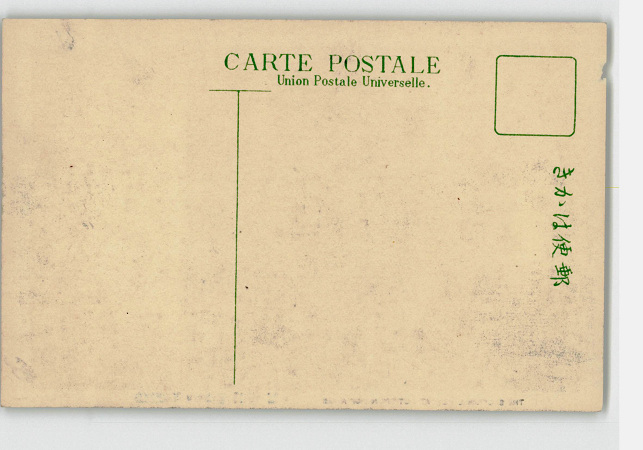 CARTE POSTALE
Union Postale Universelle.
きかは便郵